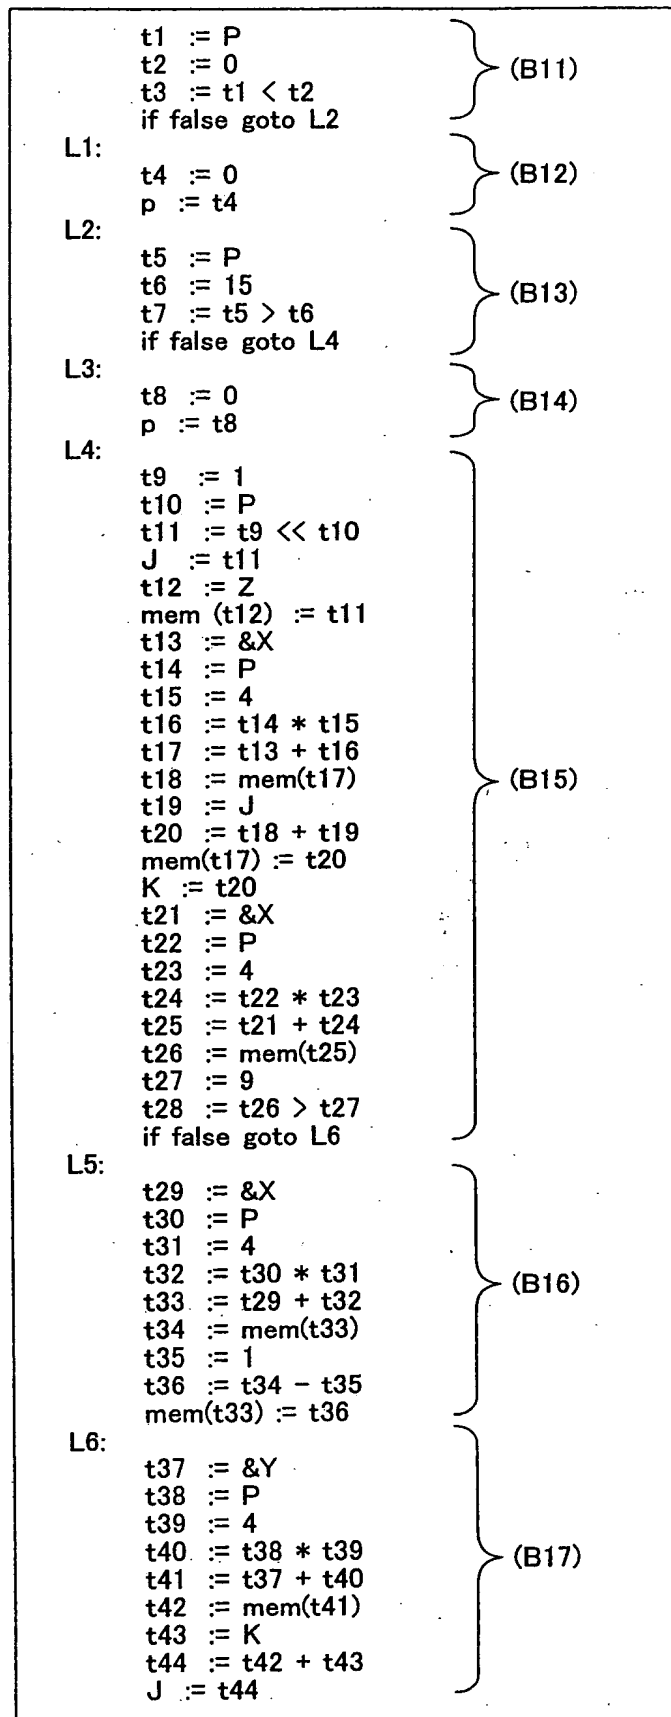 t1 := P
t2 := 0
t3 := t1 < t2
if false goto L2
(B11)
L1:
t4 := 0
p := t4
(B12)
L2:
t5 := P
t6 := 15
t7 := t5 > t6
if false goto L4
(B13)
L3:
t8 := 0
p := t8
(B14)
L4:
t9 := 1
t10 := P
t11 := t9 << t10
J := t11
t12 := Z
mem (t12) := t11
t13 := &X
t14 := P
t15 := 4
t16 := t14 * t15
t17 := t13 + t16
t18 := mem(t17)
t19 := J
t20 := t18 + t19
mem(t17) := t20
K := t20
t21 := &X
t22 := P
t23 := 4
t24 := t22 * t23
t25 := t21 + t24
t26 := mem(t25)
t27 := 9
t28 := t26 > t27
if false goto L6
(B15)
L5:
t29 := &X
t30 := P
t31 := 4
t32 := t30 * t31
t33 := t29 + t32
t34 := mem(t33)
t35 := 1
t36 := t34 - t35
mem(t33) := t36
(B16)
L6:
t37 := &Y
t38 := P
t39 := 4
t40 := t38 * t39
t41 := t37 + t40
t42 := mem(t41)
t43 := K
t44 := t42 + t43
J := t44
(B17)